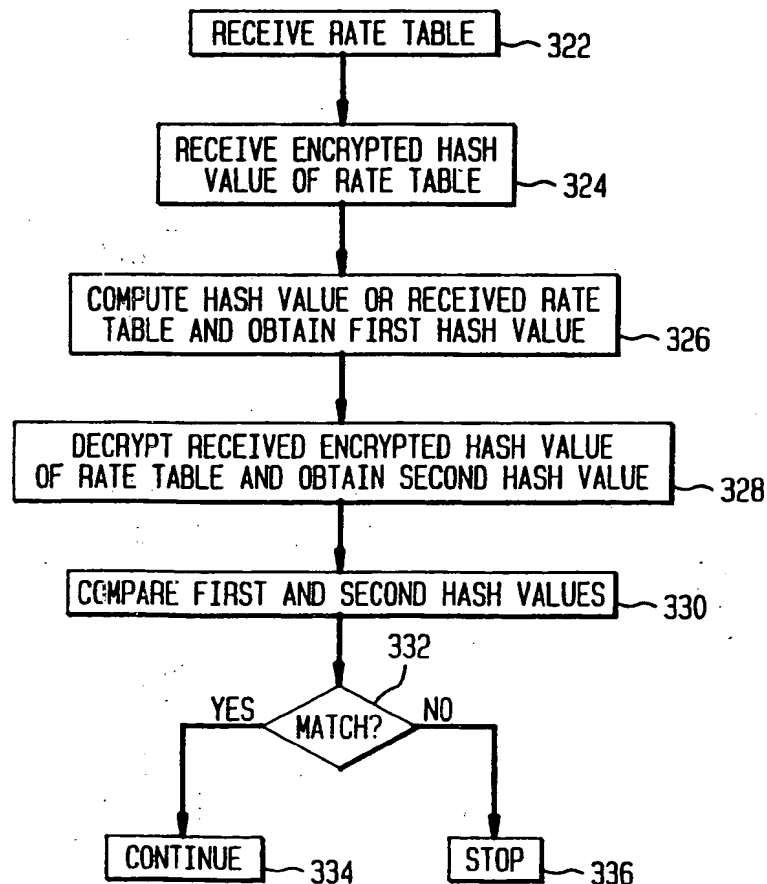 RECEIVE RATE TABLE
322
RECEIVE ENCRYPTED HASH
VALUE OF RATE TABLE
324
COMPUTE HASH VALUE OR RECEIVED RATE
TABLE AND OBTAIN FIRST HASH VALUE
326
DECRYPT RECEIVED ENCRYPTED HASH VALUE
OF RATE TABLE AND OBTAIN SECOND HASH VALUE
328
COMPARE FIRST AND SECOND HASH VALUES
330
332
YES
MATCH?
NO
CONTINUE
334
STOP
336